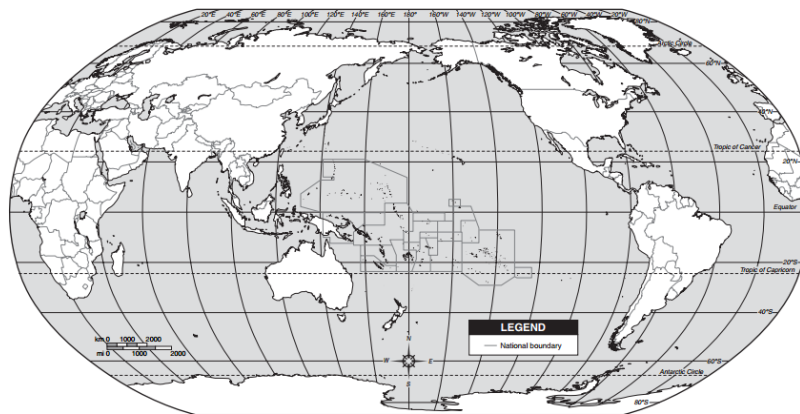 20°E 40°E 60°E 80°E 100°E 120°E 140°E 160°E 180° 160°W 140°W 120°W 100°W 80°W 60°W 40°W 20°W
80°N
Arctic Circle
60°N
40°N
Tropic of Cancer
20°N
Equator
20°S
Tropic of Capricorn
40°S
km 0 1000 2000
mi 0 1000 2000
LEGEND
National boundary
N
W E
S
60°S
Antarctic Circle
80°S